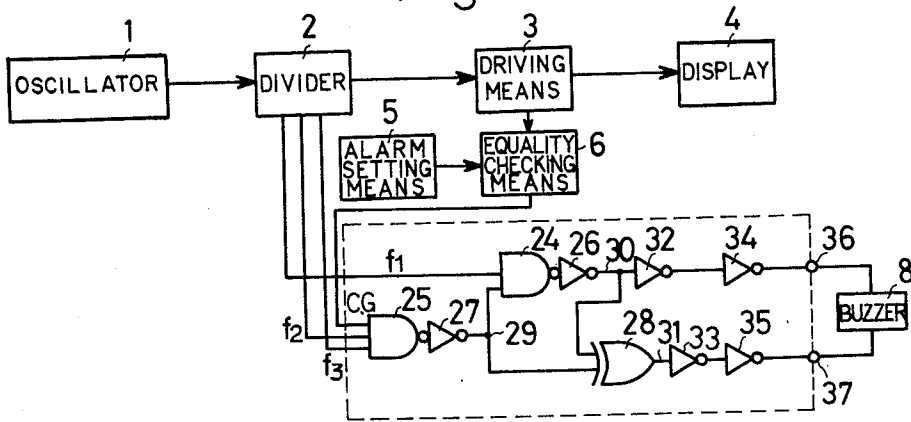 1
2
3
4
OSCILLATOR
DIVIDER
DRIVING
MEANS
DISPLAY
5
6
ALARM
SETTING
MEANS
EQUALITY
CHECKING
MEANS
24
26
30
32
34
36
f1
8
C.G
25
27
BUZZER
28
f2
29
31
33
35
f3
37